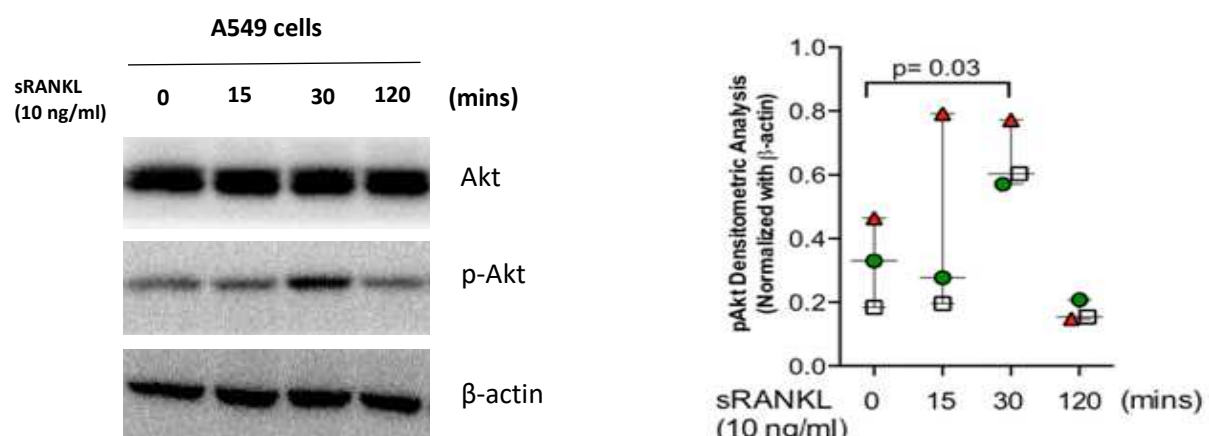 A549 cells
sRANKL
(10 ng/ml)
0 15 30 120 (mins)
Akt
p-Akt
β-actin
pAkt Densitometric Analysis
(Normalized with β-actin)
1.0
0.8
0.6
0.4
0.2
0.0
p= 0.03
sRANKL 0 15 30 120 (mins)
(10 ng/ml)